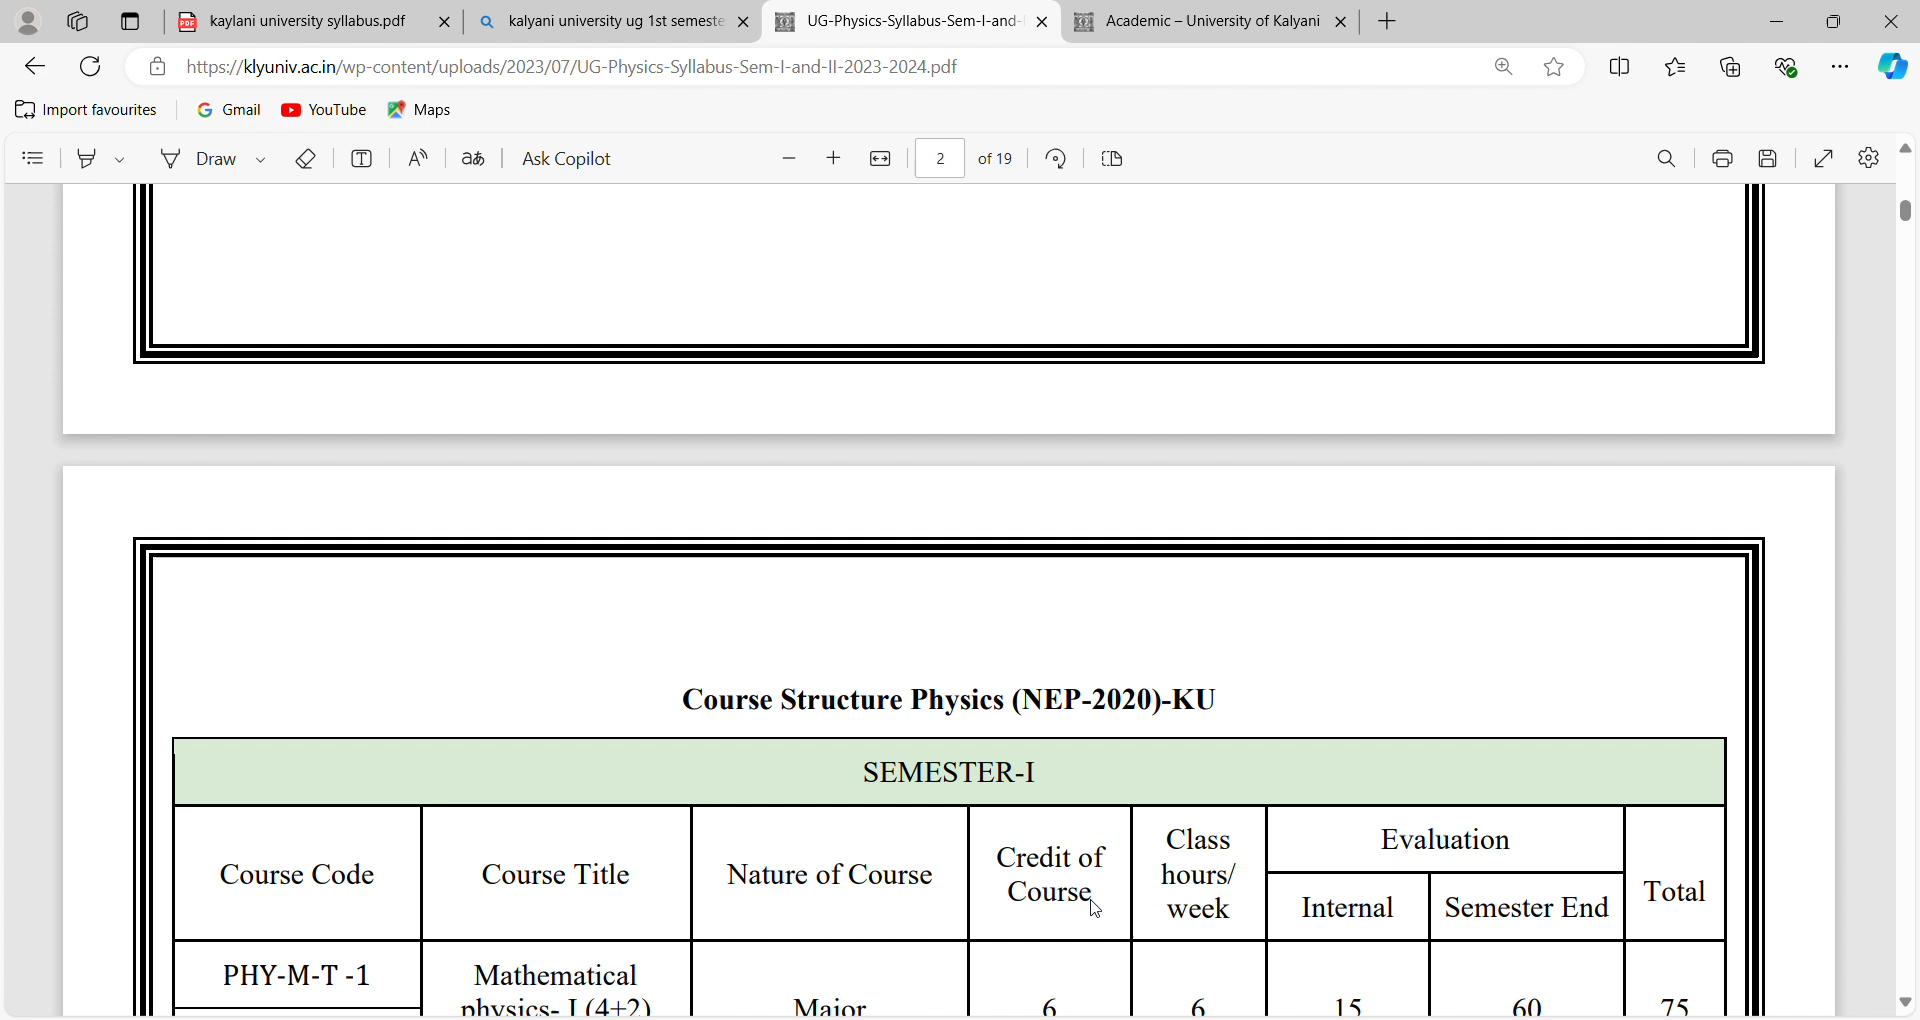 kaylani university syllabus.pdf
kalyani university ug 1st semeste
UG-Physics-Syllabus-Sem-I-and-
Academic – University of Kalyani
https://klyuniv.ac.in/wp-content/uploads/2023/07/UG-Physics-Syllabus-Sem-I-and-II-2023-2024.pdf
Import favourites
Gmail
YouTube
Maps
Draw
aあ
Ask Copilot
2 of 19
Course Structure Physics (NEP-2020)-KU
SEMESTER-I
Course Code
Course Title
Nature of Course
Credit of
Course
Class
hours/
week
Evaluation
Internal
Semester End
Total
PHY-M-T -1
Mathematical
physics- I (4+2)
Major
6
6
15
60
75